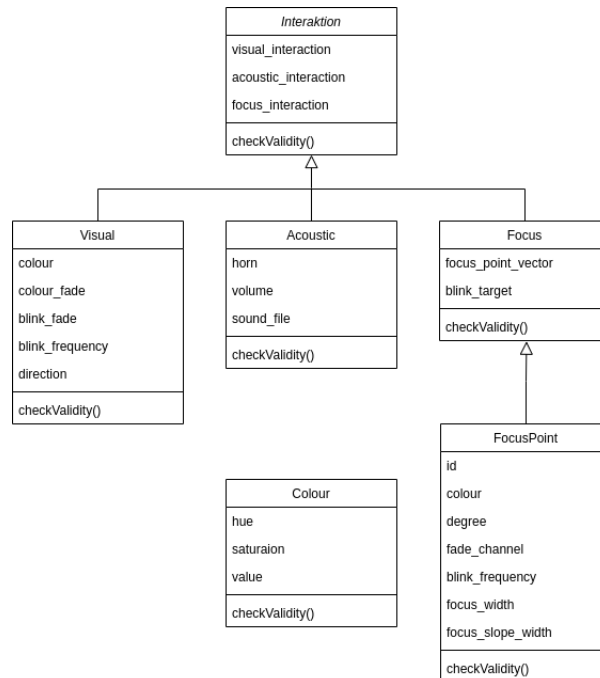 Interaktion
visual_interaction
acoustic_interaction
focus_interaction
checkValidity()
Visual
colour
colour_fade
blink_fade
blink_frequency
direction
checkValidity()
Acoustic
horn
volume
sound_file
checkValidity()
Focus
focus_point_vector
blink_target
checkValidity()
Colour
hue
saturaion
value
checkValidity()
FocusPoint
id
colour
degree
fade_channel
blink_frequency
focus_width
focus_slope_width
checkValidity()